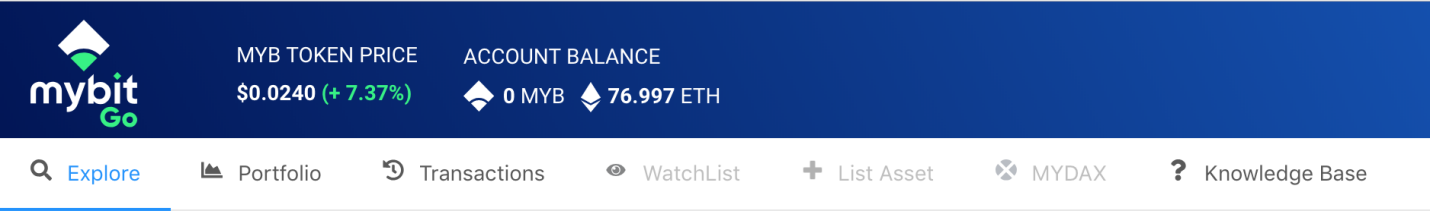 mybit
Go
MYB TOKEN PRICE
$0.0240 (+ 7.37%)
ACCOUNT BALANCE
0 MYB 76.997 ETH
Explore Portfolio Transactions WatchList List Asset MYDAX Knowledge Base